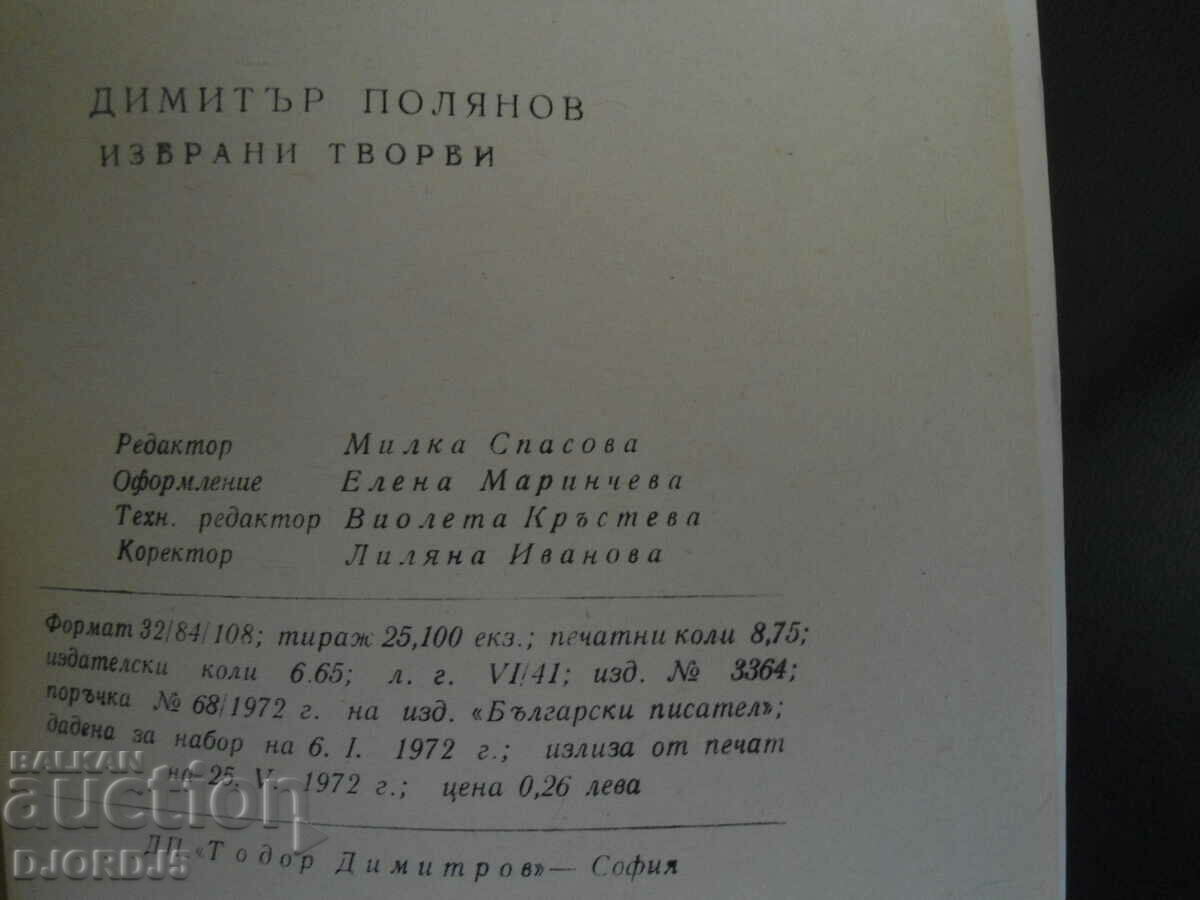 ДИМИТЪР ПОЛЯНОВ
ИЗБРАНИ ТВОРБИ
Редактор Милка Спасова
Оформление Елена Маринчева
Техн. редактор Виолета Кръстева
Коректор Лиляна Иванова
Формат 32/84/108; тираж 25,100 екз.; печатни коли 8,75;
издателски коли 6.65; л. г. VI/41; изд. № 3364;
поръчка № 68/1972 г. на изд. «Български писател»;
дадена за набор на 6. I. 1972 г.; излиза от печат
на 25. V. 1972 г.; цена 0,26 лева
ДП «Тодор Димитров» — София
BALKAN
auction
DJORDJ5